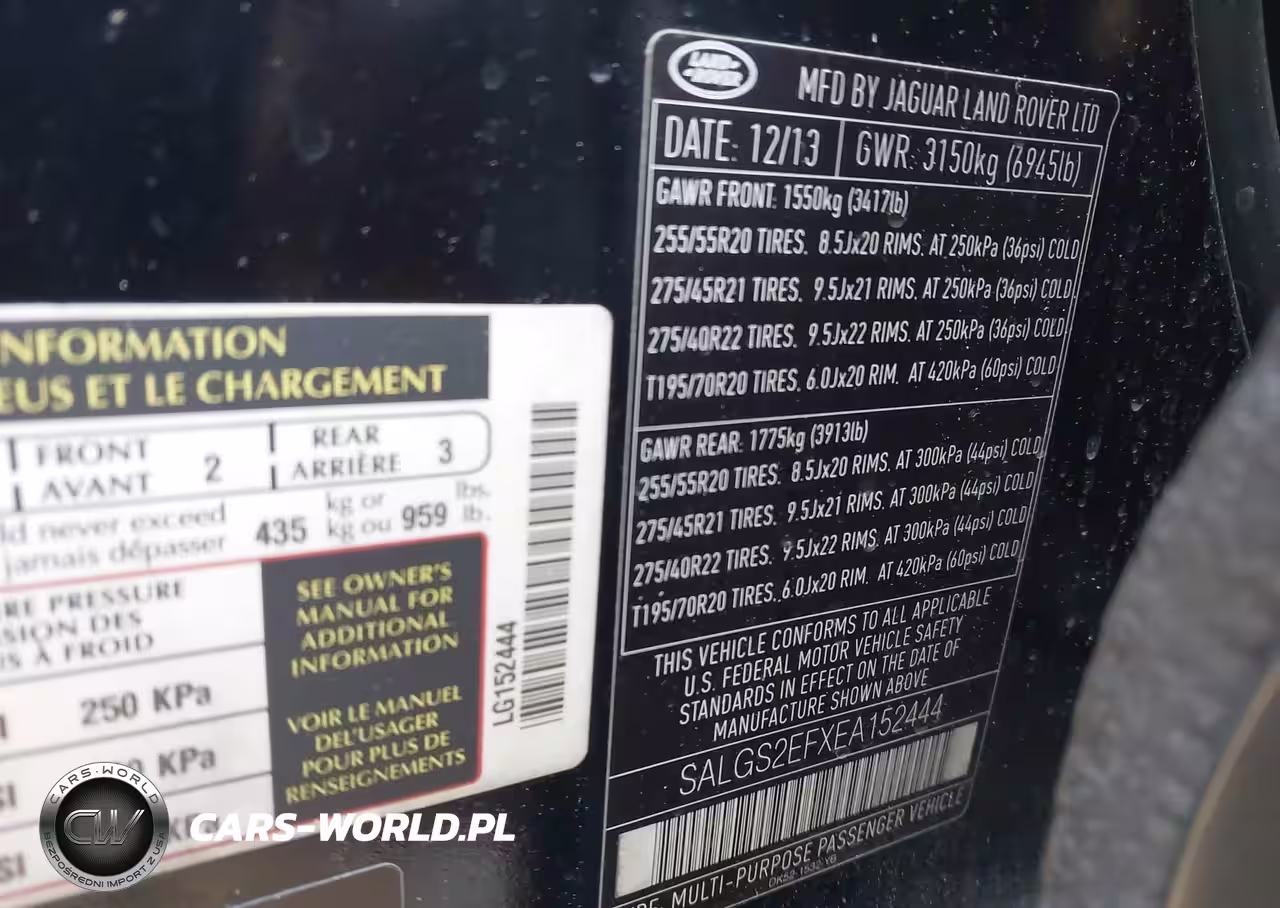 LAND ROVER
MFD BY JAGUAR LAND ROVER LTD
DATE: 12/13 GWR: 3150kg (6945lb)
GAWR FRONT: 1550kg (3417lb)
255/55R20 TIRES. 8.5Jx20 RIMS. AT 250kPa (36psi) COLD
275/45R21 TIRES. 9.5Jx21 RIMS. AT 250kPa (36psi) COLD
275/40R22 TIRES. 9.5Jx22 RIMS. AT 250kPa (36psi) COLD
T195/70R20 TIRES. 6.0Jx20 RIM. AT 420kPa (60psi) COLD
GAWR REAR: 1775kg (3913lb)
255/55R20 TIRES. 8.5Jx20 RIMS. AT 300kPa (44psi) COLD
275/45R21 TIRES. 9.5Jx21 RIMS. AT 300kPa (44psi) COLD
275/40R22 TIRES. 9.5Jx22 RIMS. AT 300kPa (44psi) COLD
T195/70R20 TIRES. 6.0Jx20 RIM. AT 420kPa (60psi) COLD
THIS VEHICLE CONFORMS TO ALL APPLICABLE
U.S. FEDERAL MOTOR VEHICLE SAFETY
STANDARDS IN EFFECT ON THE DATE OF
MANUFACTURE SHOWN ABOVE
SALGS2EFXEA152444
MULTI-PURPOSE PASSENGER VEHICLE
NFORMATION
EUS ET LE CHARGEMENT
FRONT 2 REAR 3
AVANT ARRIÈRE
never exceed 435 kg or 959 lbs.
jamais dépasser kg ou lb.
PRESSURE
SION DES
S À FROID
250 KPa
KPa
SEE OWNER'S
MANUAL FOR
ADDITIONAL
INFORMATION
VOIR LE MANUEL
DEL'USAGER
POUR PLUS DE
RENSEIGNEMENTS
LG152444
CARS-WORLD
CW
BEZPOŚREDNI IMPORT Z USA
CARS-WORLD.PL